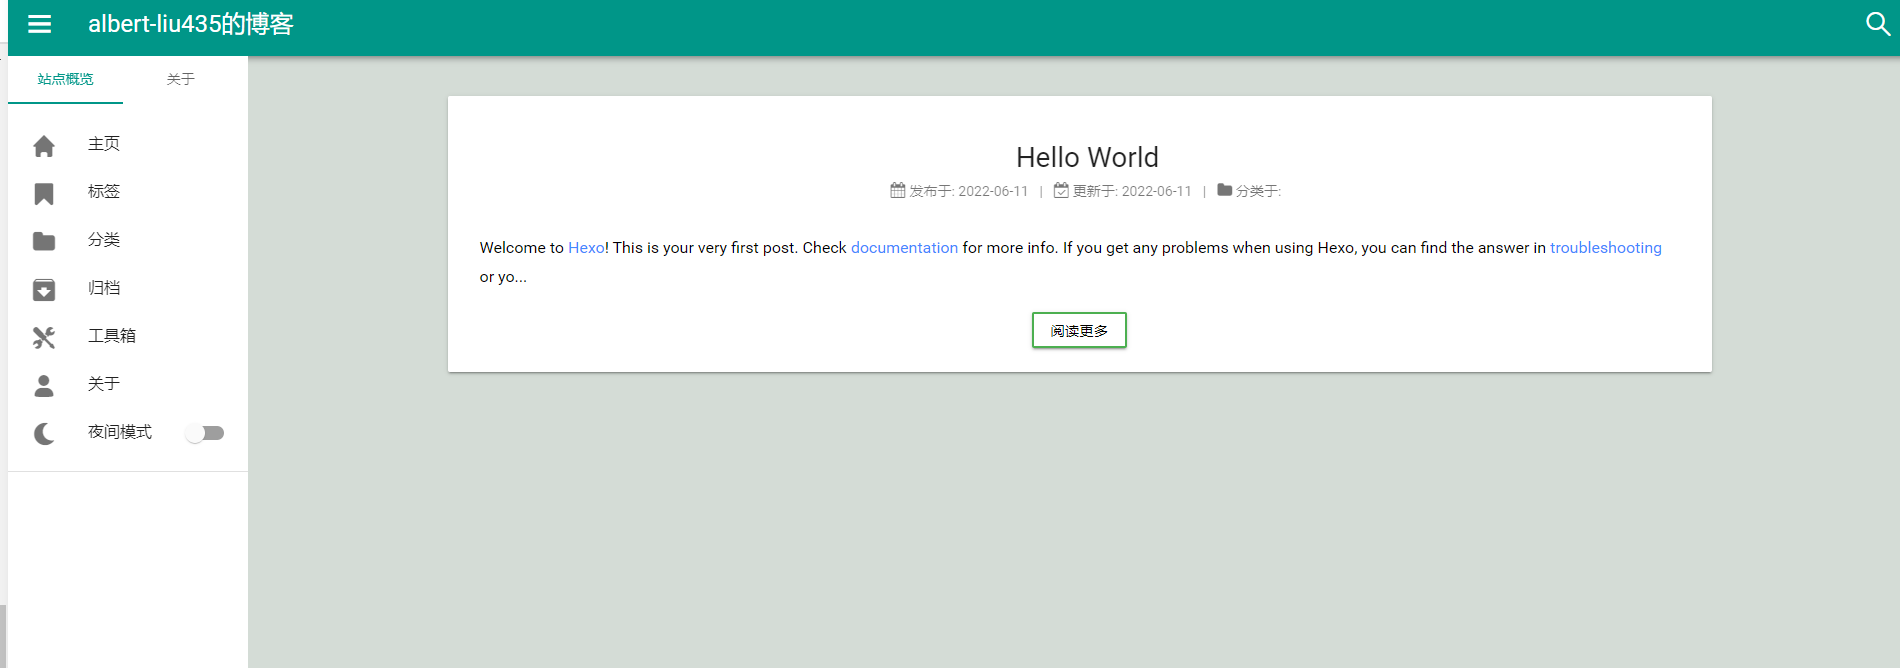 albert-liu435的博客
站点概览 关于
主页
标签
分类
归档
工具箱
关于
夜间模式
Hello World
发布于: 2022-06-11 | 更新于: 2022-06-11 | 分类于:
Welcome to Hexo! This is your very first post. Check documentation for more info. If you get any problems when using Hexo, you can find the answer in troubleshooting
or yo...
阅读更多